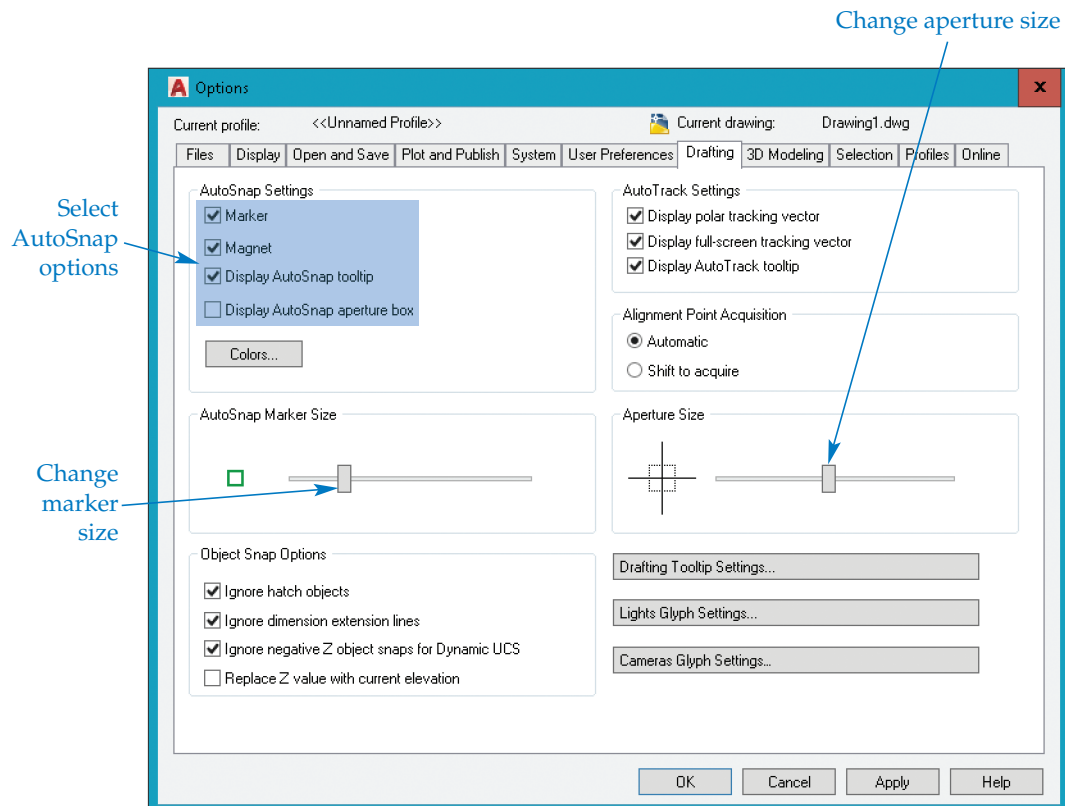 Change aperture size
Options
x
Current profile: <<Unnamed Profile>> Current drawing: Drawing1.dwg
Files Display Open and Save Plot and Publish System User Preferences Drafting 3D Modeling Selection Profiles Online
AutoSnap Settings
Marker
Magnet
Display AutoSnap tooltip
Display AutoSnap aperture box
Colors...
Select
AutoSnap
options
AutoTrack Settings
Display polar tracking vector
Display full-screen tracking vector
Display AutoTrack tooltip
Alignment Point Acquisition
Automatic
Shift to acquire
AutoSnap Marker Size
Change
marker
size
Aperture Size
Object Snap Options
Ignore hatch objects
Ignore dimension extension lines
Ignore negative Z object snaps for Dynamic UCS
Replace Z value with current elevation
Drafting Tooltip Settings...
Lights Glyph Settings...
Cameras Glyph Settings...
OK Cancel Apply Help